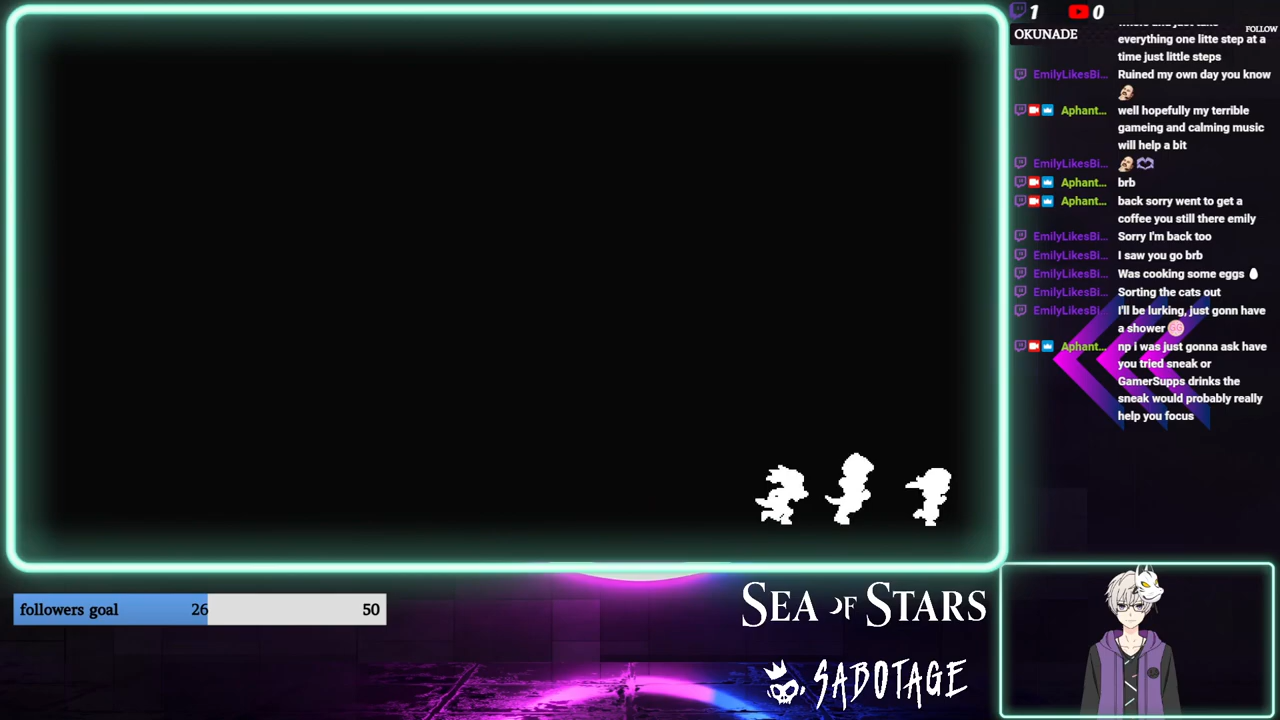 1 0
OKUNADE
FOLLOW
everything one litte step at a
time just little steps
EmilyLikesBi... Ruined my own day you know
Aphant... well hopefully my terrible
gameing and calming music
will help a bit
EmilyLikesBi...
Aphant... brb
Aphant... back sorry went to get a
coffee you still there emily
EmilyLikesBi... Sorry I'm back too
EmilyLikesBi... I saw you go brb
EmilyLikesBi... Was cooking some eggs
EmilyLikesBi... Sorting the cats out
EmilyLikesBi... I'll be lurking, just gonn have
a shower
Aphant... np i was just gonna ask have
you tried sneak or
GamerSupps drinks the
sneak would probably really
help you focus
followers goal 26 50
SEA OF STARS
SABOTAGE